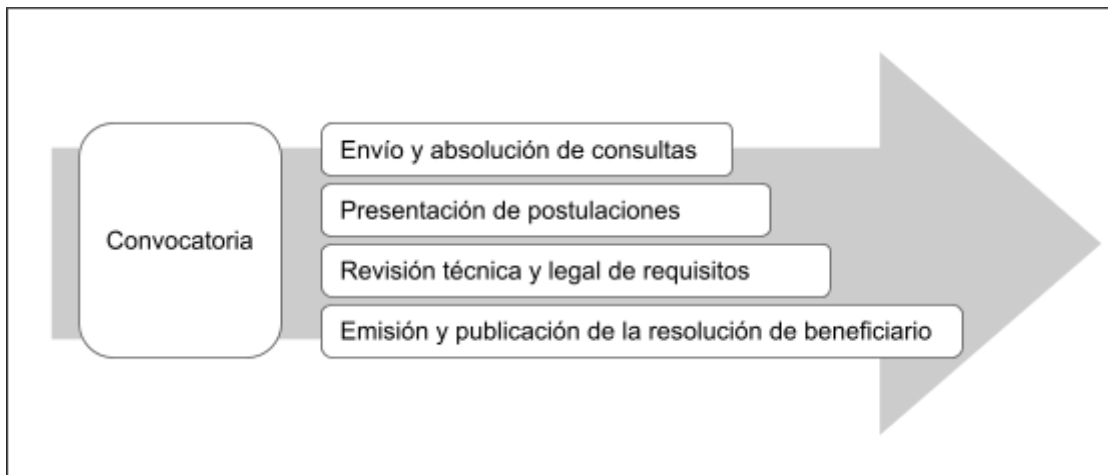 Convocatoria
Envío y absolución de consultas
Presentación de postulaciones
Revisión técnica y legal de requisitos
Emisión y publicación de la resolución de beneficiario